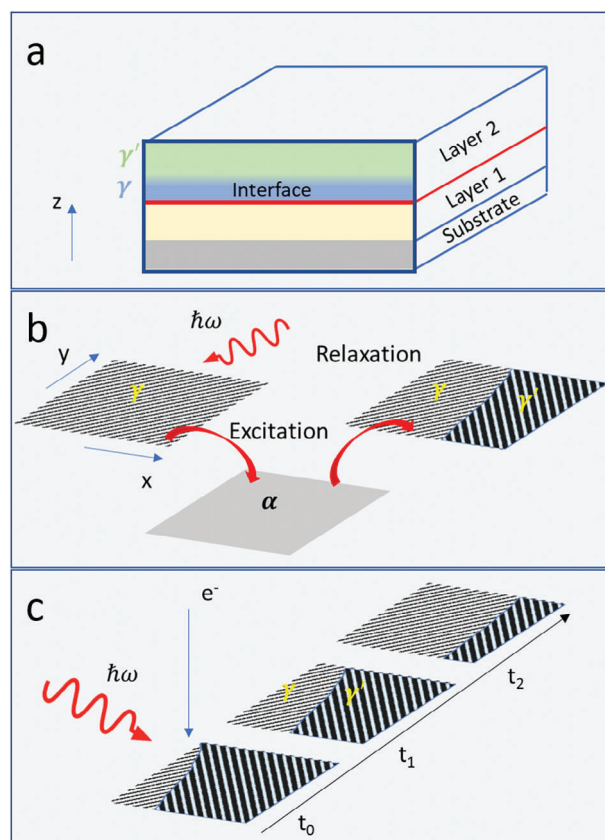 a
γ'
γ
Interface
z
Layer 2
Layer 1
Substrate
b
ħω
y
Relaxation
γ
γ
γ'
Excitation
x
α
c
e-
ħω
γ
γ'
t2
t1
t0